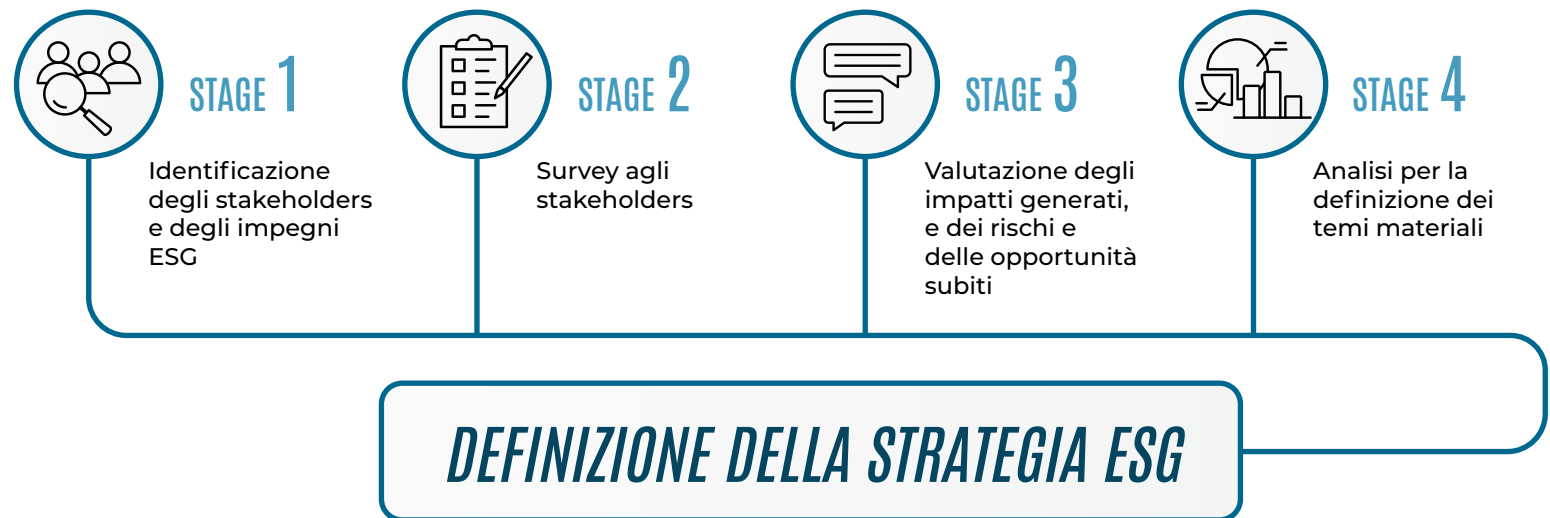 STAGE 1
Identificazione
degli stakeholders
e degli impegni
ESG
STAGE 2
Survey agli
stakeholders
STAGE 3
Valutazione degli
impatti generati,
e dei rischi e
delle opportunità
subiti
STAGE 4
Analisi per la
definizione dei
temi materiali
DEFINIZIONE DELLA STRATEGIA ESG